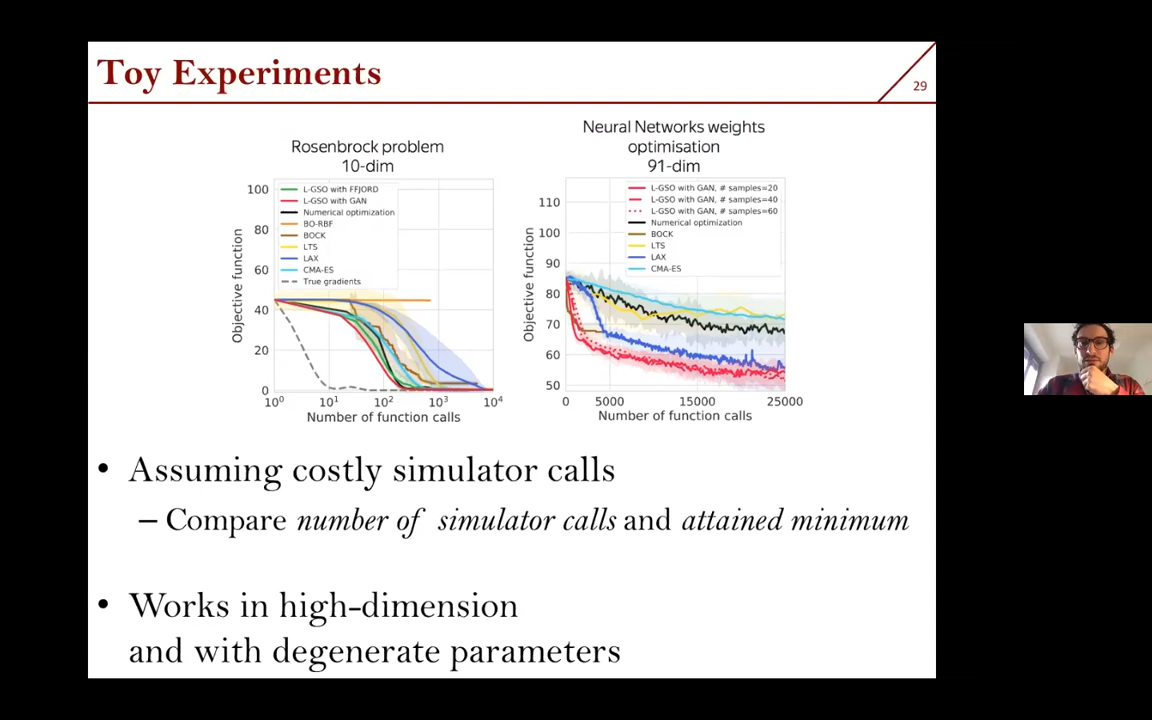 Toy Experiments
29
Rosenbrock problem
10-dim
Objective function
100
80
60
40
20
0
L-GSO with FFJORD
L-GSO with GAN
Numerical optimization
BO-RBF
BOCK
LTS
LAX
CMA-ES
True gradients
10⁰ 10¹ 10² 10³ 10⁴
Number of function calls
Neural Networks weights
optimisation
91-dim
Objective function
110
100
90
80
70
60
50
L-GSO with GAN, # samples=20
L-GSO with GAN, # samples=40
L-GSO with GAN, # samples=60
Numerical optimization
BOCK
LTS
LAX
CMA-ES
0 5000 15000 25000
Number of function calls
• Assuming costly simulator calls
– Compare number of simulator calls and attained minimum
• Works in high-dimension
and with degenerate parameters